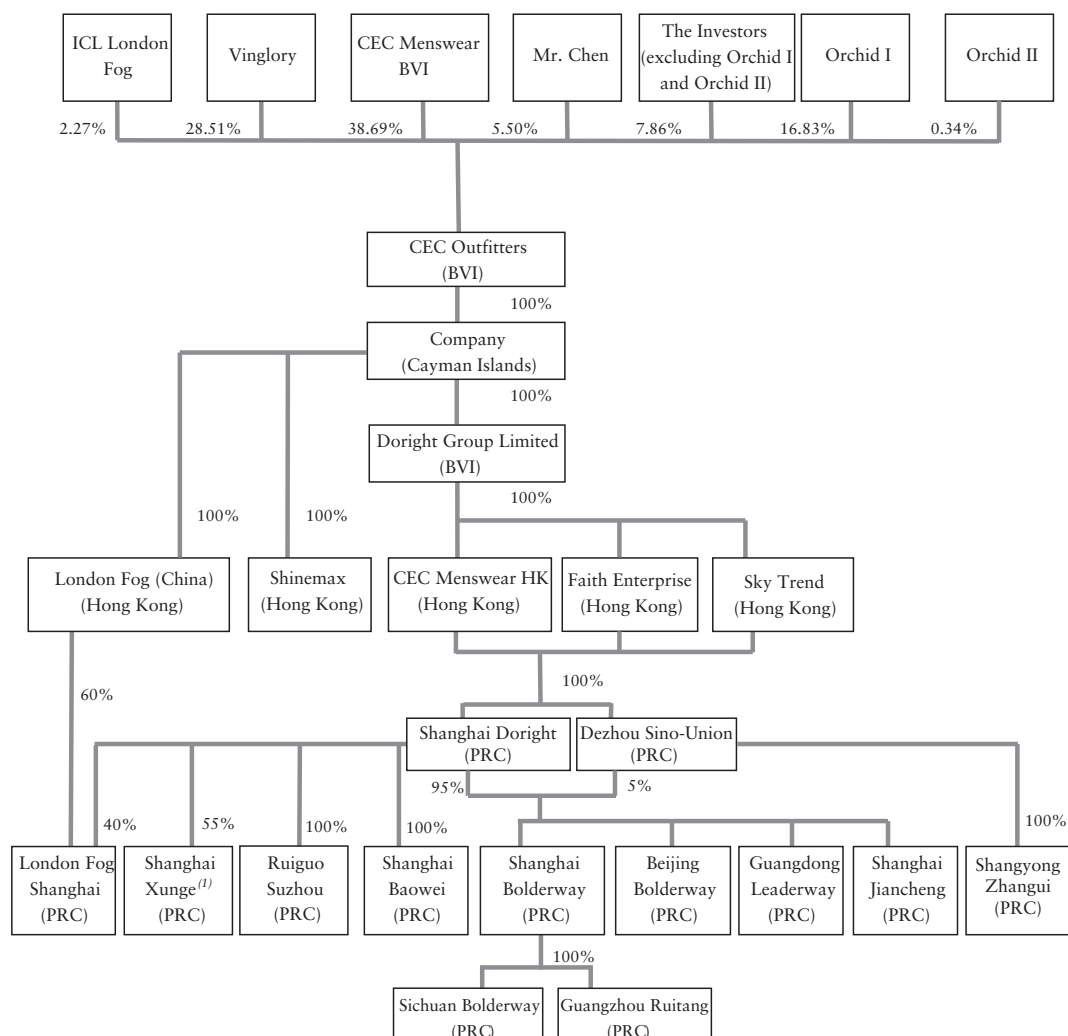 ICL London
Fog
Vinglory
CEC Menswear
BVI
Mr. Chen
The Investors
(excluding Orchid I
and Orchid II)
Orchid I
Orchid II
2.27%
28.51%
38.69%
5.50%
7.86%
16.83%
0.34%
CEC Outfitters
(BVI)
100%
Company
(Cayman Islands)
100%
Doright Group Limited
(BVI)
100%
100%
100%
London Fog (China)
(Hong Kong)
Shinemax
(Hong Kong)
CEC Menswear HK
(Hong Kong)
Faith Enterprise
(Hong Kong)
Sky Trend
(Hong Kong)
60%
100%
Shanghai Doright
(PRC)
Dezhou Sino-Union
(PRC)
95%
5%
40%
55%
100%
100%
100%
London Fog
Shanghai
(PRC)
Shanghai
Xunge(1)
(PRC)
Ruiguo
Suzhou
(PRC)
Shanghai
Baowei
(PRC)
Shanghai
Bolderway
(PRC)
Beijing
Bolderway
(PRC)
Guangdong
Leaderway
(PRC)
Shanghai
Jiancheng
(PRC)
Shangyong
Zhangui
(PRC)
100%
Sichuan Bolderway
(PRC)
Guangzhou Ruitang
(PRC)